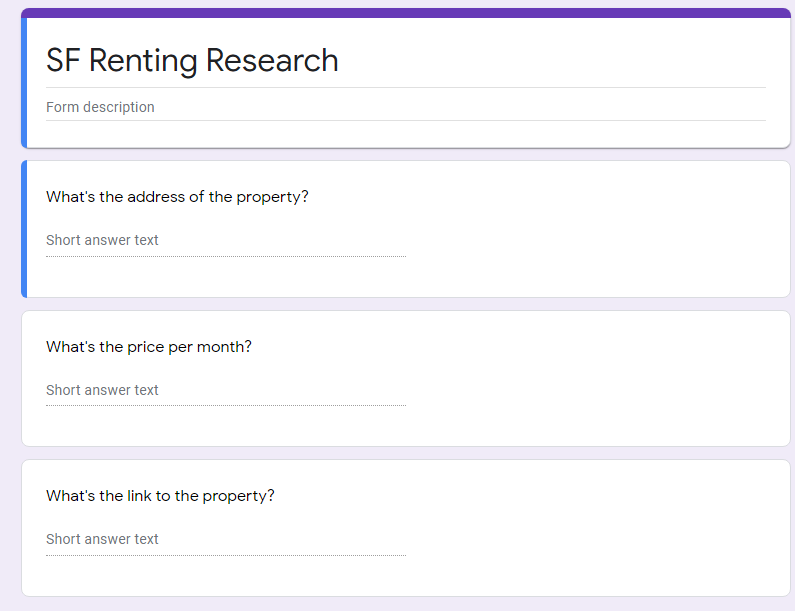 SF Renting Research
Form description
What's the address of the property?
Short answer text
What's the price per month?
Short answer text
What's the link to the property?
Short answer text